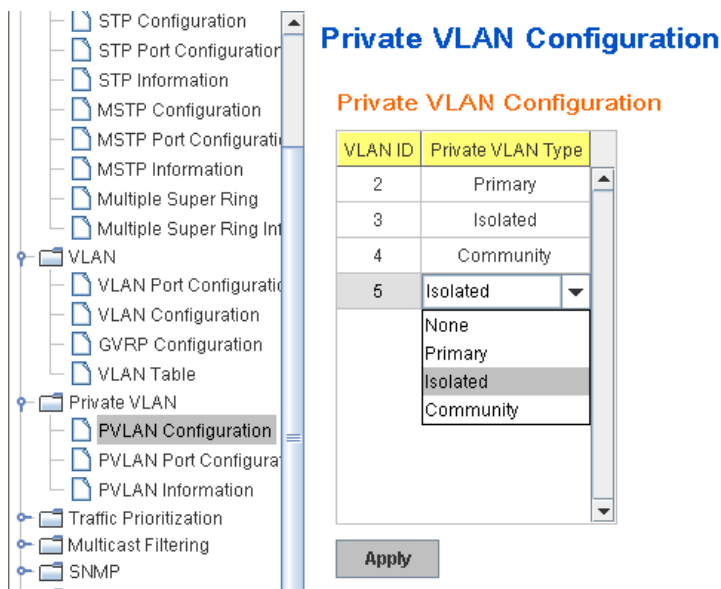 STP Configuration
STP Port Configuration
STP Information
MSTP Configuration
MSTP Port Configurati
MSTP Information
Multiple Super Ring
Multiple Super Ring Inf
VLAN
VLAN Port Configuratio
VLAN Configuration
GVRP Configuration
VLAN Table
Private VLAN
PVLAN Configuration
PVLAN Port Configurat
PVLAN Information
Traffic Prioritization
Multicast Filtering
SNMP
Private VLAN Configuration
Private VLAN Configuration
VLAN ID Private VLAN Type
2 Primary
3 Isolated
4 Community
5 Isolated
None
Primary
Isolated
Community
Apply